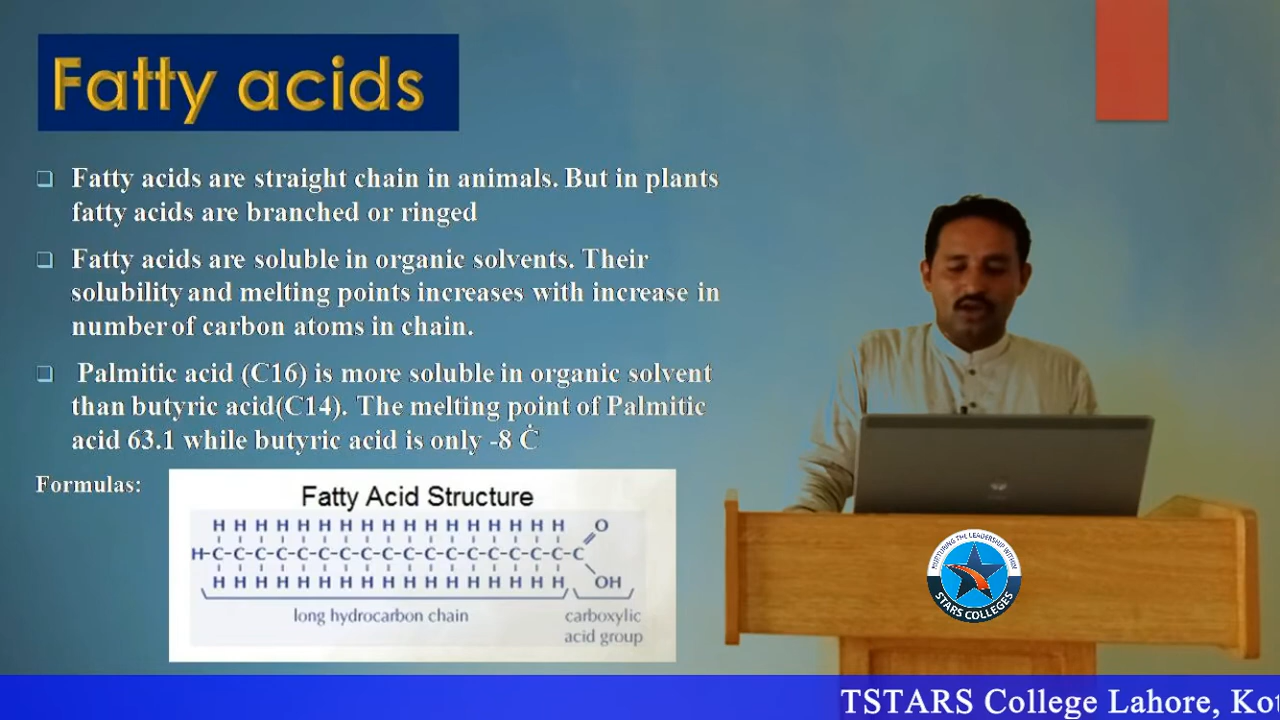 Fatty acids
Fatty acids are straight chain in animals. But in plants
fatty acids are branched or ringed
Fatty acids are soluble in organic solvents. Their
solubility and melting points increases with increase in
number of carbon atoms in chain.
Palmitic acid (C16) is more soluble in organic solvent
than butyric acid(C14). The melting point of Palmitic
acid 63.1 while butyric acid is only -8 Ċ
Formulas:
Fatty Acid Structure
H H H H H H H H H H H H H H H H H O
H-C-C-C-C-C-C-C-C-C-C-C-C-C-C-C-C-C-C
H H H H H H H H H H H H H H H H H OH
long hydrocarbon chain carboxylic
acid group
NURTURING THE LEADERSHIP WITHIN
STARS COLLEGES
TSTARS College Lahore, Kot